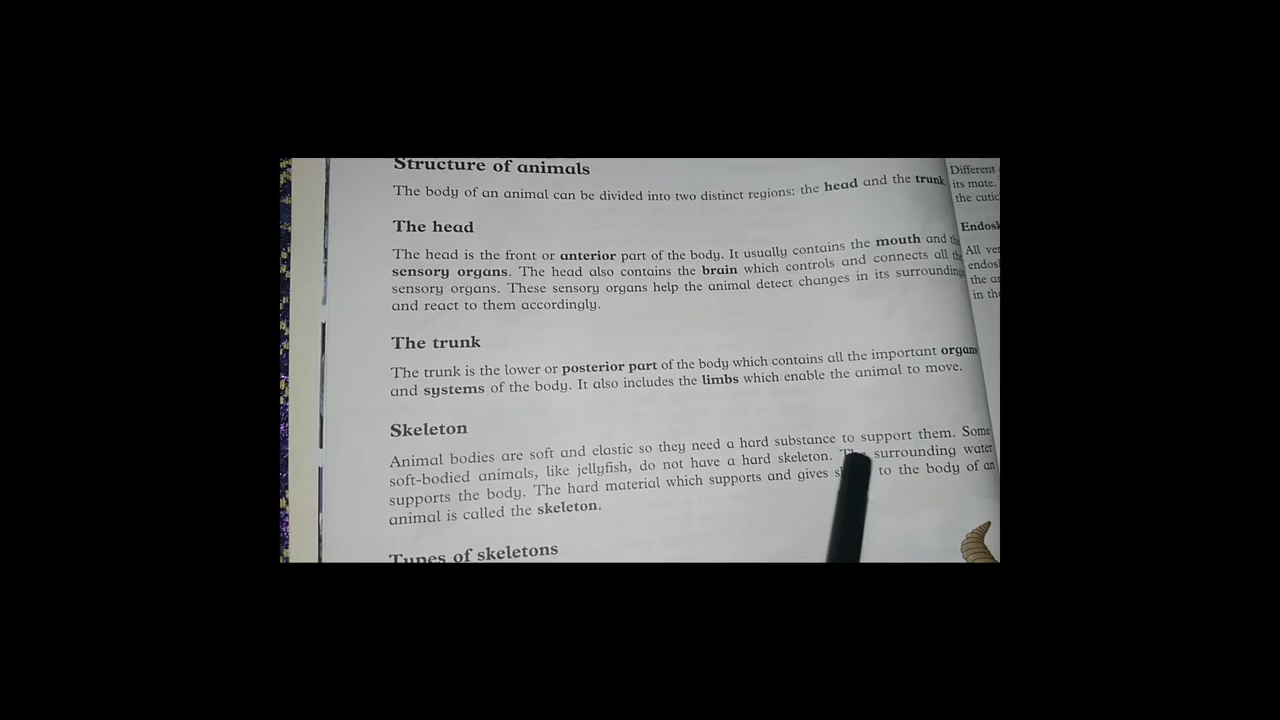 Structure of animals
The body of an animal can be divided into two distinct regions: the head and the trunk
The head
The head is the front or anterior part of the body. It usually contains the mouth and
sensory organs. The head also contains the brain which controls and connects all
sensory organs. These sensory organs help the animal detect changes in its surrounding
and react to them accordingly.
The trunk
The trunk is the lower or posterior part of the body which contains all the important organs
and systems of the body. It also includes the limbs which enable the animal to move.
Skeleton
Animal bodies are soft and elastic so they need a hard substance to support them. Some
soft-bodied animals, like jellyfish, do not have a hard skeleton. surrounding water
supports the body. The hard material which supports and gives to the body of an
animal is called the skeleton.
Types of skeletons
Different
its mate.
the
All
in